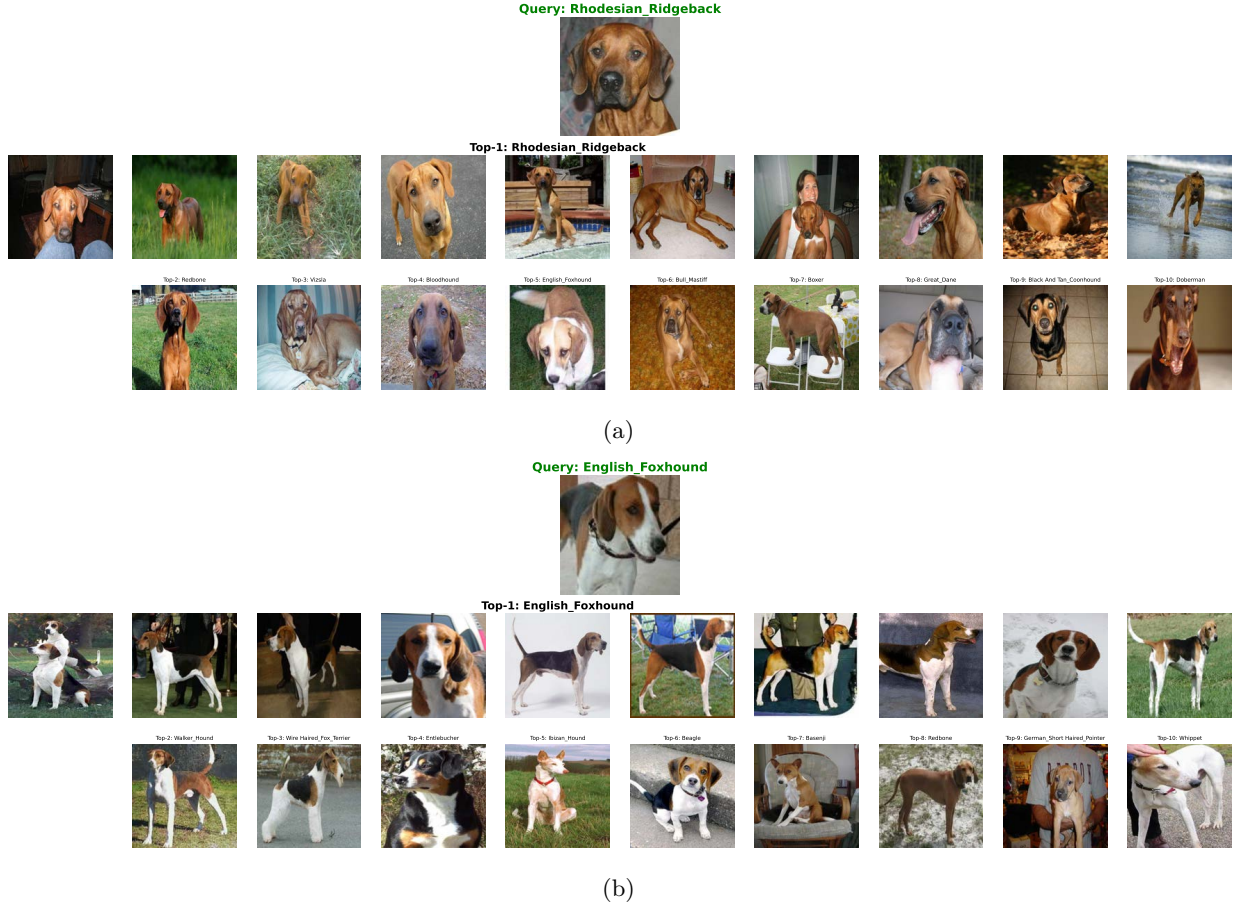 Query: Rhodesian_Ridgeback
Top-1: Rhodesian_Ridgeback
Top-2: Redbone Top-3: Vizsla Top-4: Bloodhound Top-5: English_Foxhound Top-6: Bull_Mastiff Top-7: Boxer Top-8: Great_Dane Top-9: Black And Tan_Coonhound Top-10: Doberman
(a)
Query: English_Foxhound
Top-1: English_Foxhound
Top-2: Walker_Hound Top-3: Wire Haired_Fox_Terrier Top-4: Entlebucher Top-5: Ibizan_Hound Top-6: Beagle Top-7: Basenji Top-8: Redbone Top-9: German_Short Haired_Pointer Top-10: Whippet
(b)